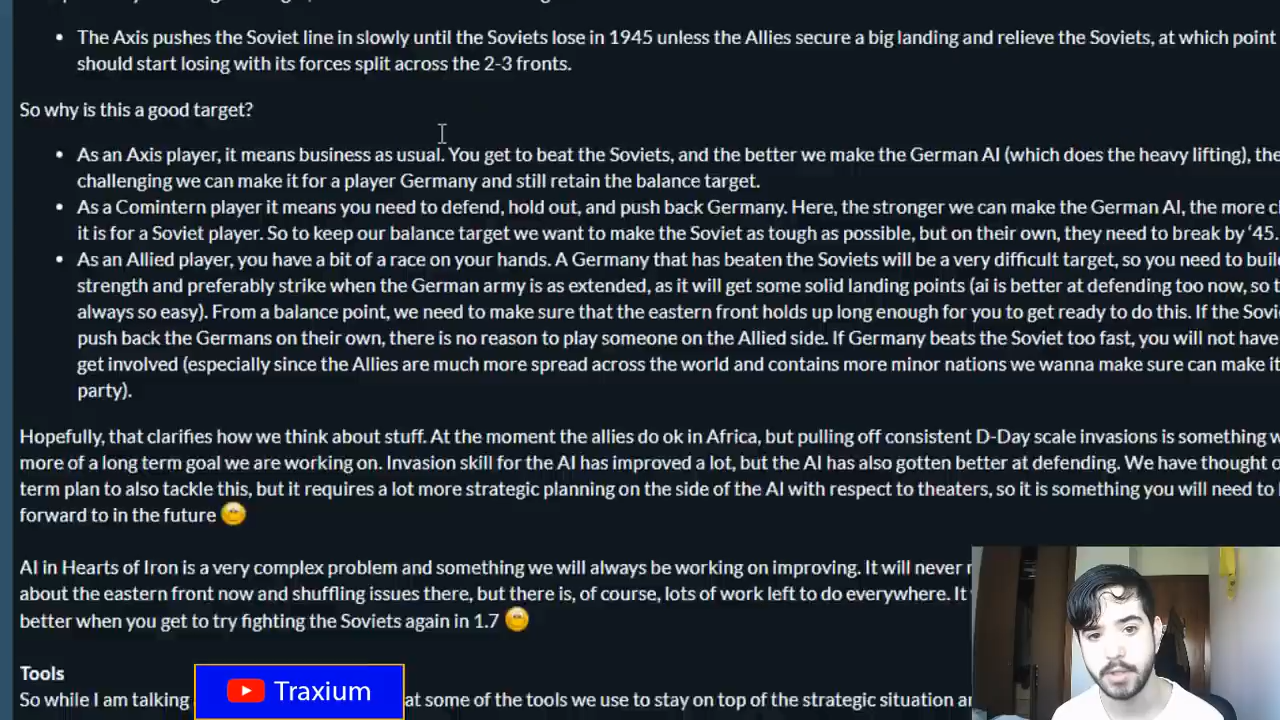 The Axis pushes the Soviet line in slowly until the Soviets lose in 1945 unless the Allies secure a big landing and relieve the Soviets, at which point
should start losing with its forces split across the 2-3 fronts.
So why is this a good target?
As an Axis player, it means business as usual. You get to beat the Soviets, and the better we make the German AI (which does the heavy lifting), the
challenging we can make it for a player Germany and still retain the balance target.
As a Comintern player it means you need to defend, hold out, and push back Germany. Here, the stronger we can make the German AI, the more
it is for a Soviet player. So to keep our balance target we want to make the Soviet as tough as possible, but on their own, they need to break by ‘45.
As an Allied player, you have a bit of a race on your hands. A Germany that has beaten the Soviets will be a very difficult target, so you need to
strength and preferably strike when the German army is as extended, as it will get some solid landing points (ai is better at defending too now, so
always so easy). From a balance point, we need to make sure that the eastern front holds up long enough for you to get ready to do this. If the
push back the Germans on their own, there is no reason to play someone on the Allied side. If Germany beats the Soviet too fast, you will not have
get involved (especially since the Allies are much more spread across the world and contains more minor nations we wanna make sure can make it
party).
Hopefully, that clarifies how we think about stuff. At the moment the allies do ok in Africa, but pulling off consistent D-Day scale invasions is something
more of a long term goal we are working on. Invasion skill for the AI has improved a lot, but the AI has also gotten better at defending. We have thought
term plan to also tackle this, but it requires a lot more strategic planning on the side of the AI with respect to theaters, so it is something you will need to
forward to in the future
AI in Hearts of Iron is a very complex problem and something we will always be working on improving. It will never
about the eastern front now and shuffling issues there, but there is, of course, lots of work left to do everywhere. It
better when you get to try fighting the Soviets again in 1.7
Tools
So while I am talking at some of the tools we use to stay on top of the strategic situation
Traxium